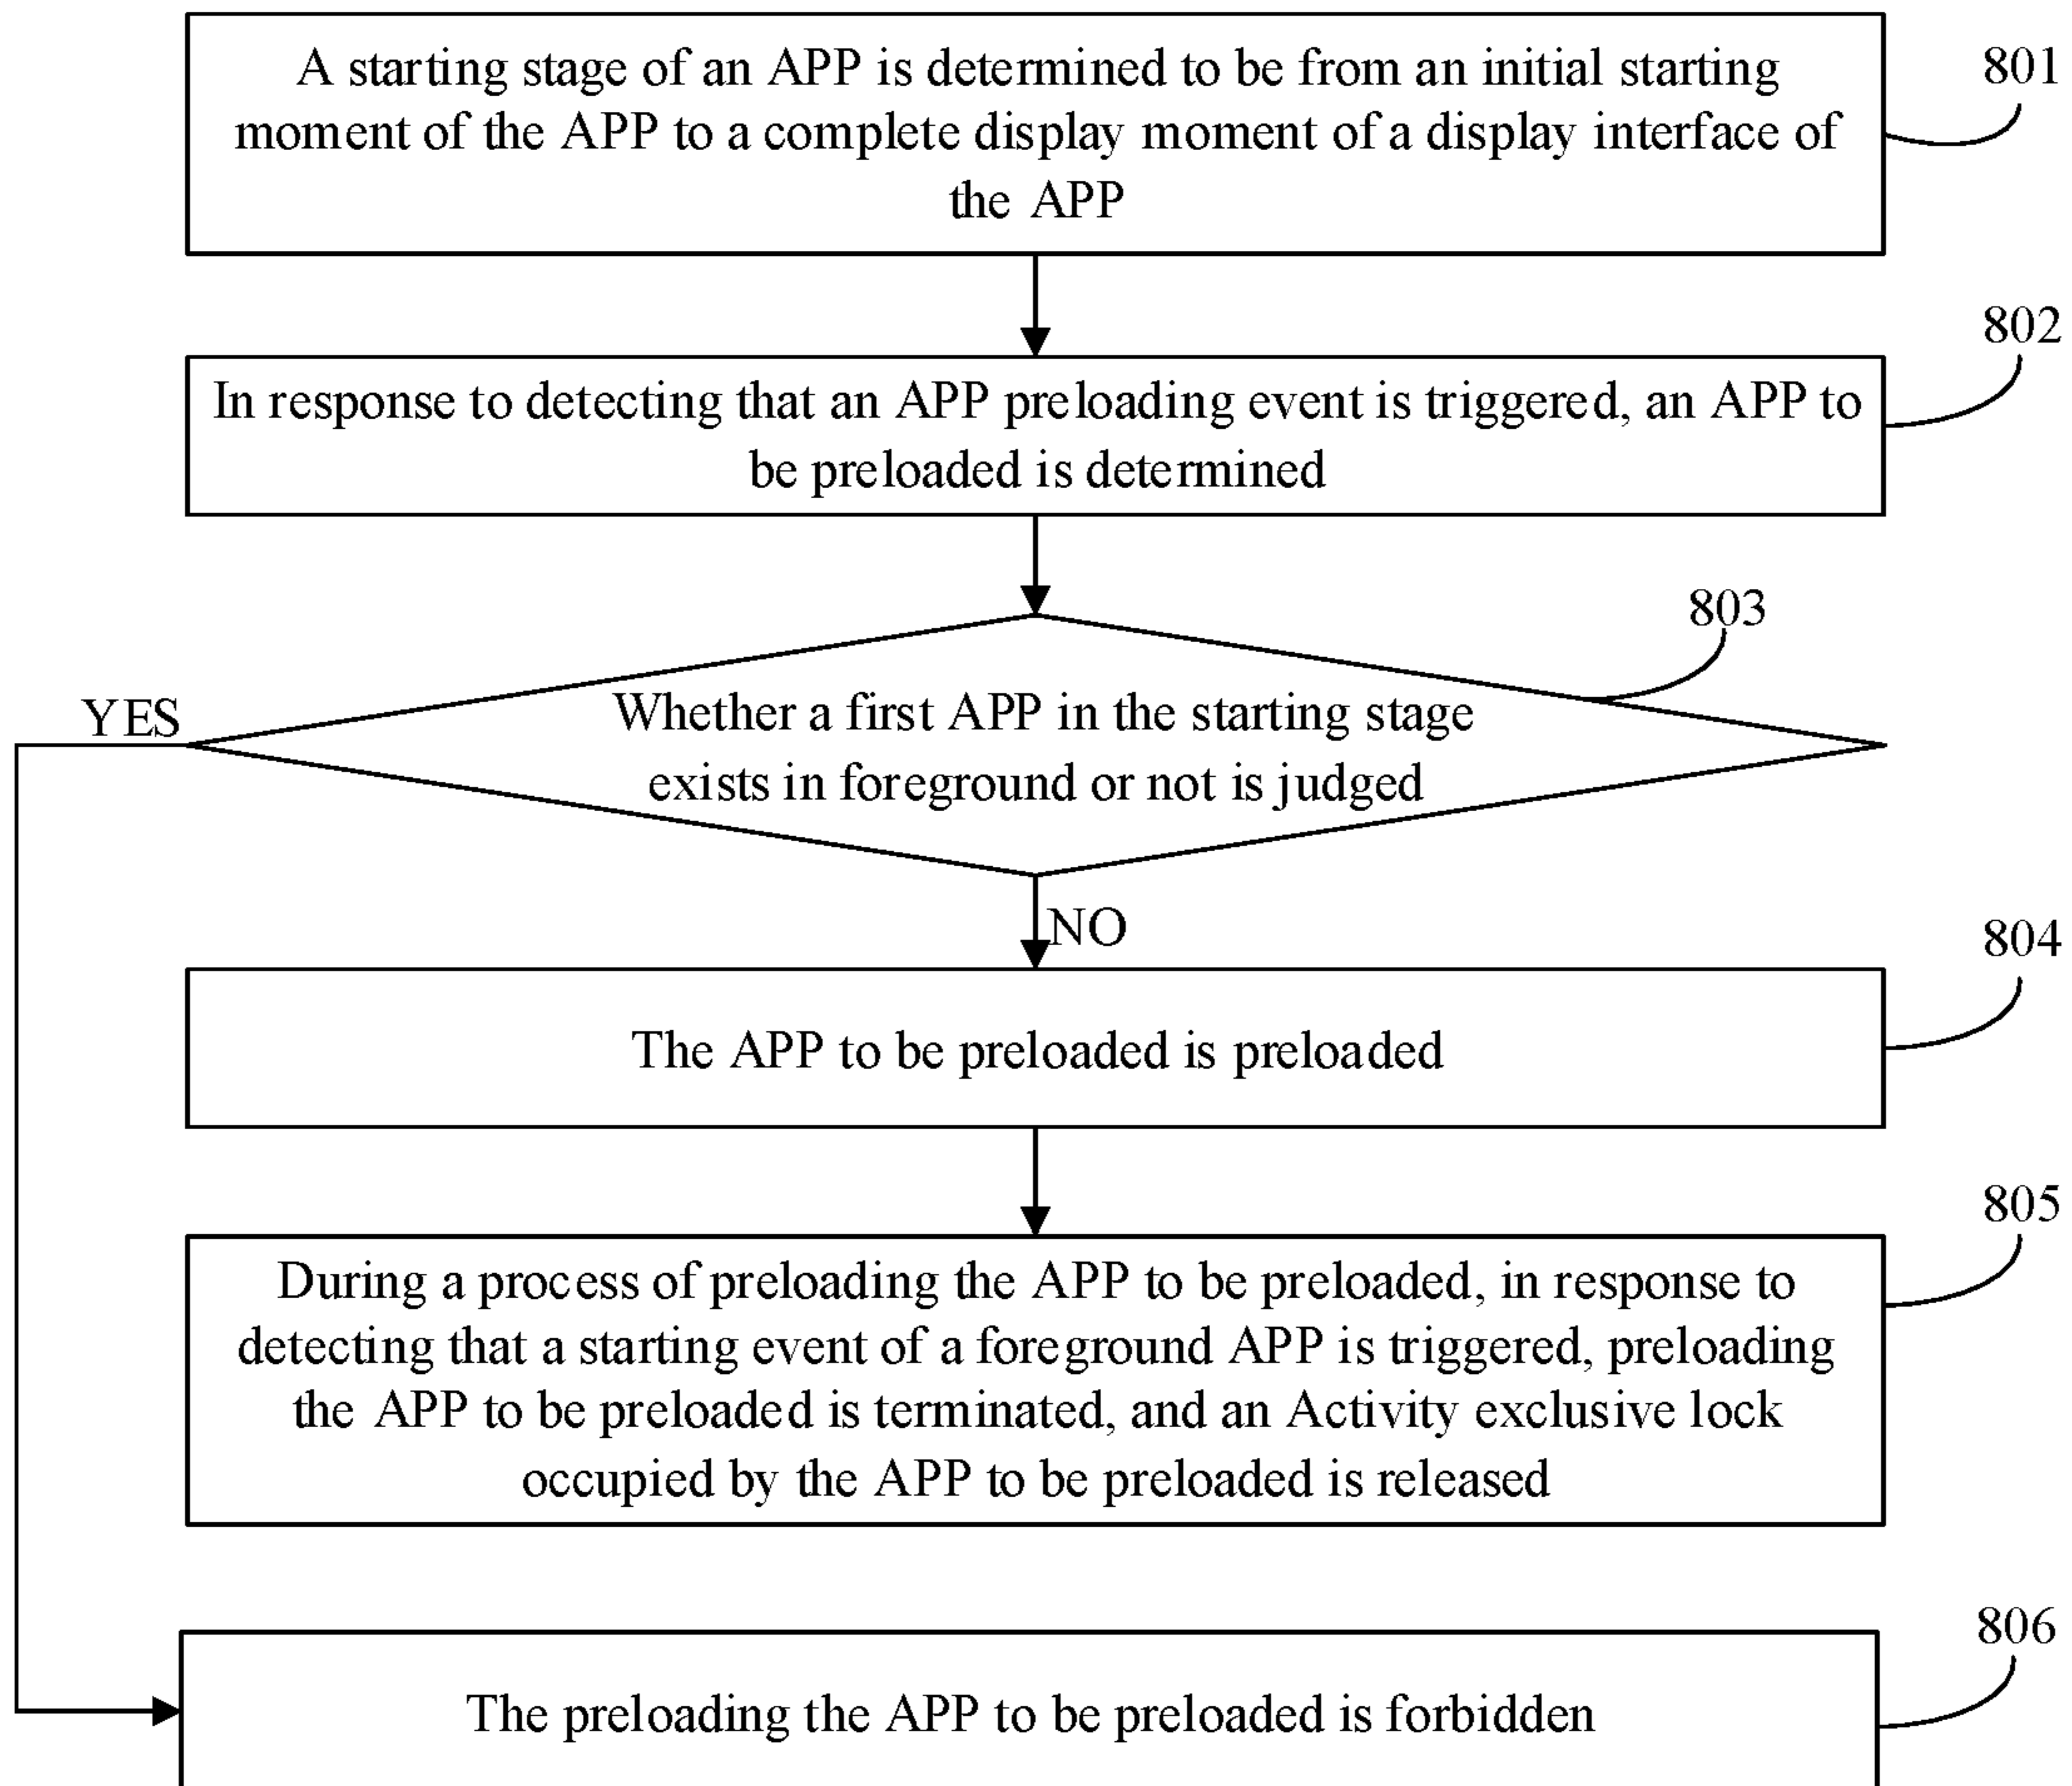 A starting stage of an APP is determined to be from an initial starting
moment of the APP to a complete display moment of a display interface of
the APP
801
802
In response to detecting that an APP preloading event is triggered, an APP to
be preloaded is determined
803
YES
Whether a first APP in the starting stage
exists in foreground or not is judged
NO
804
The APP to be preloaded is preloaded
805
During a process of preloading the APP to be preloaded, in response to
detecting that a starting event of a foreground APP is triggered, preloading
the APP to be preloaded is terminated, and an Activity exclusive lock
occupied by the APP to be preloaded is released
806
The preloading the APP to be preloaded is forbidden